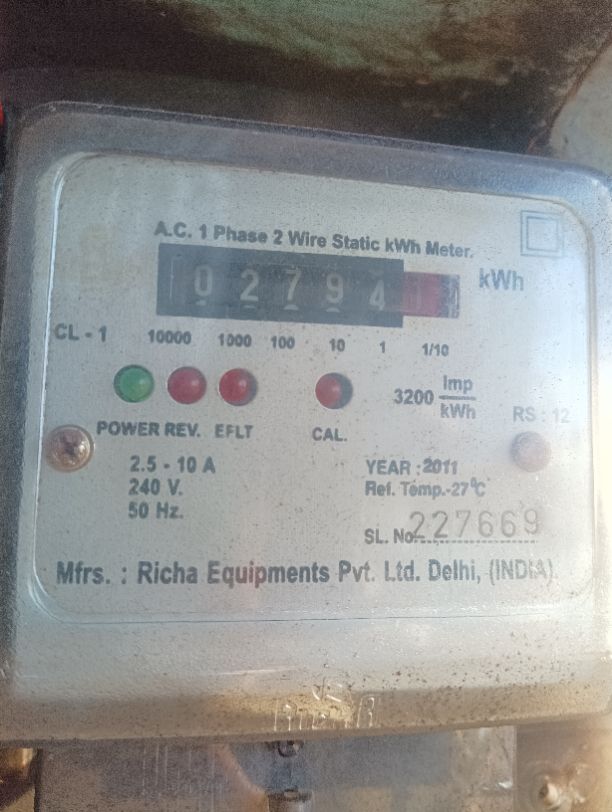 A.C. 1 Phase 2 Wire Static kWh Meter.
02794 kWh
CL - 1 10000 1000 100 10 1 1/10
3200 Imp/kWh
RS : 12
POWER REV. EFLT CAL.
2.5 - 10 A
YEAR : 2011
240 V.
Ref. Temp.-27°C
50 Hz.
SL. No. 227669
Mfrs. : Richa Equipments Pvt. Ltd. Delhi, (INDIA).